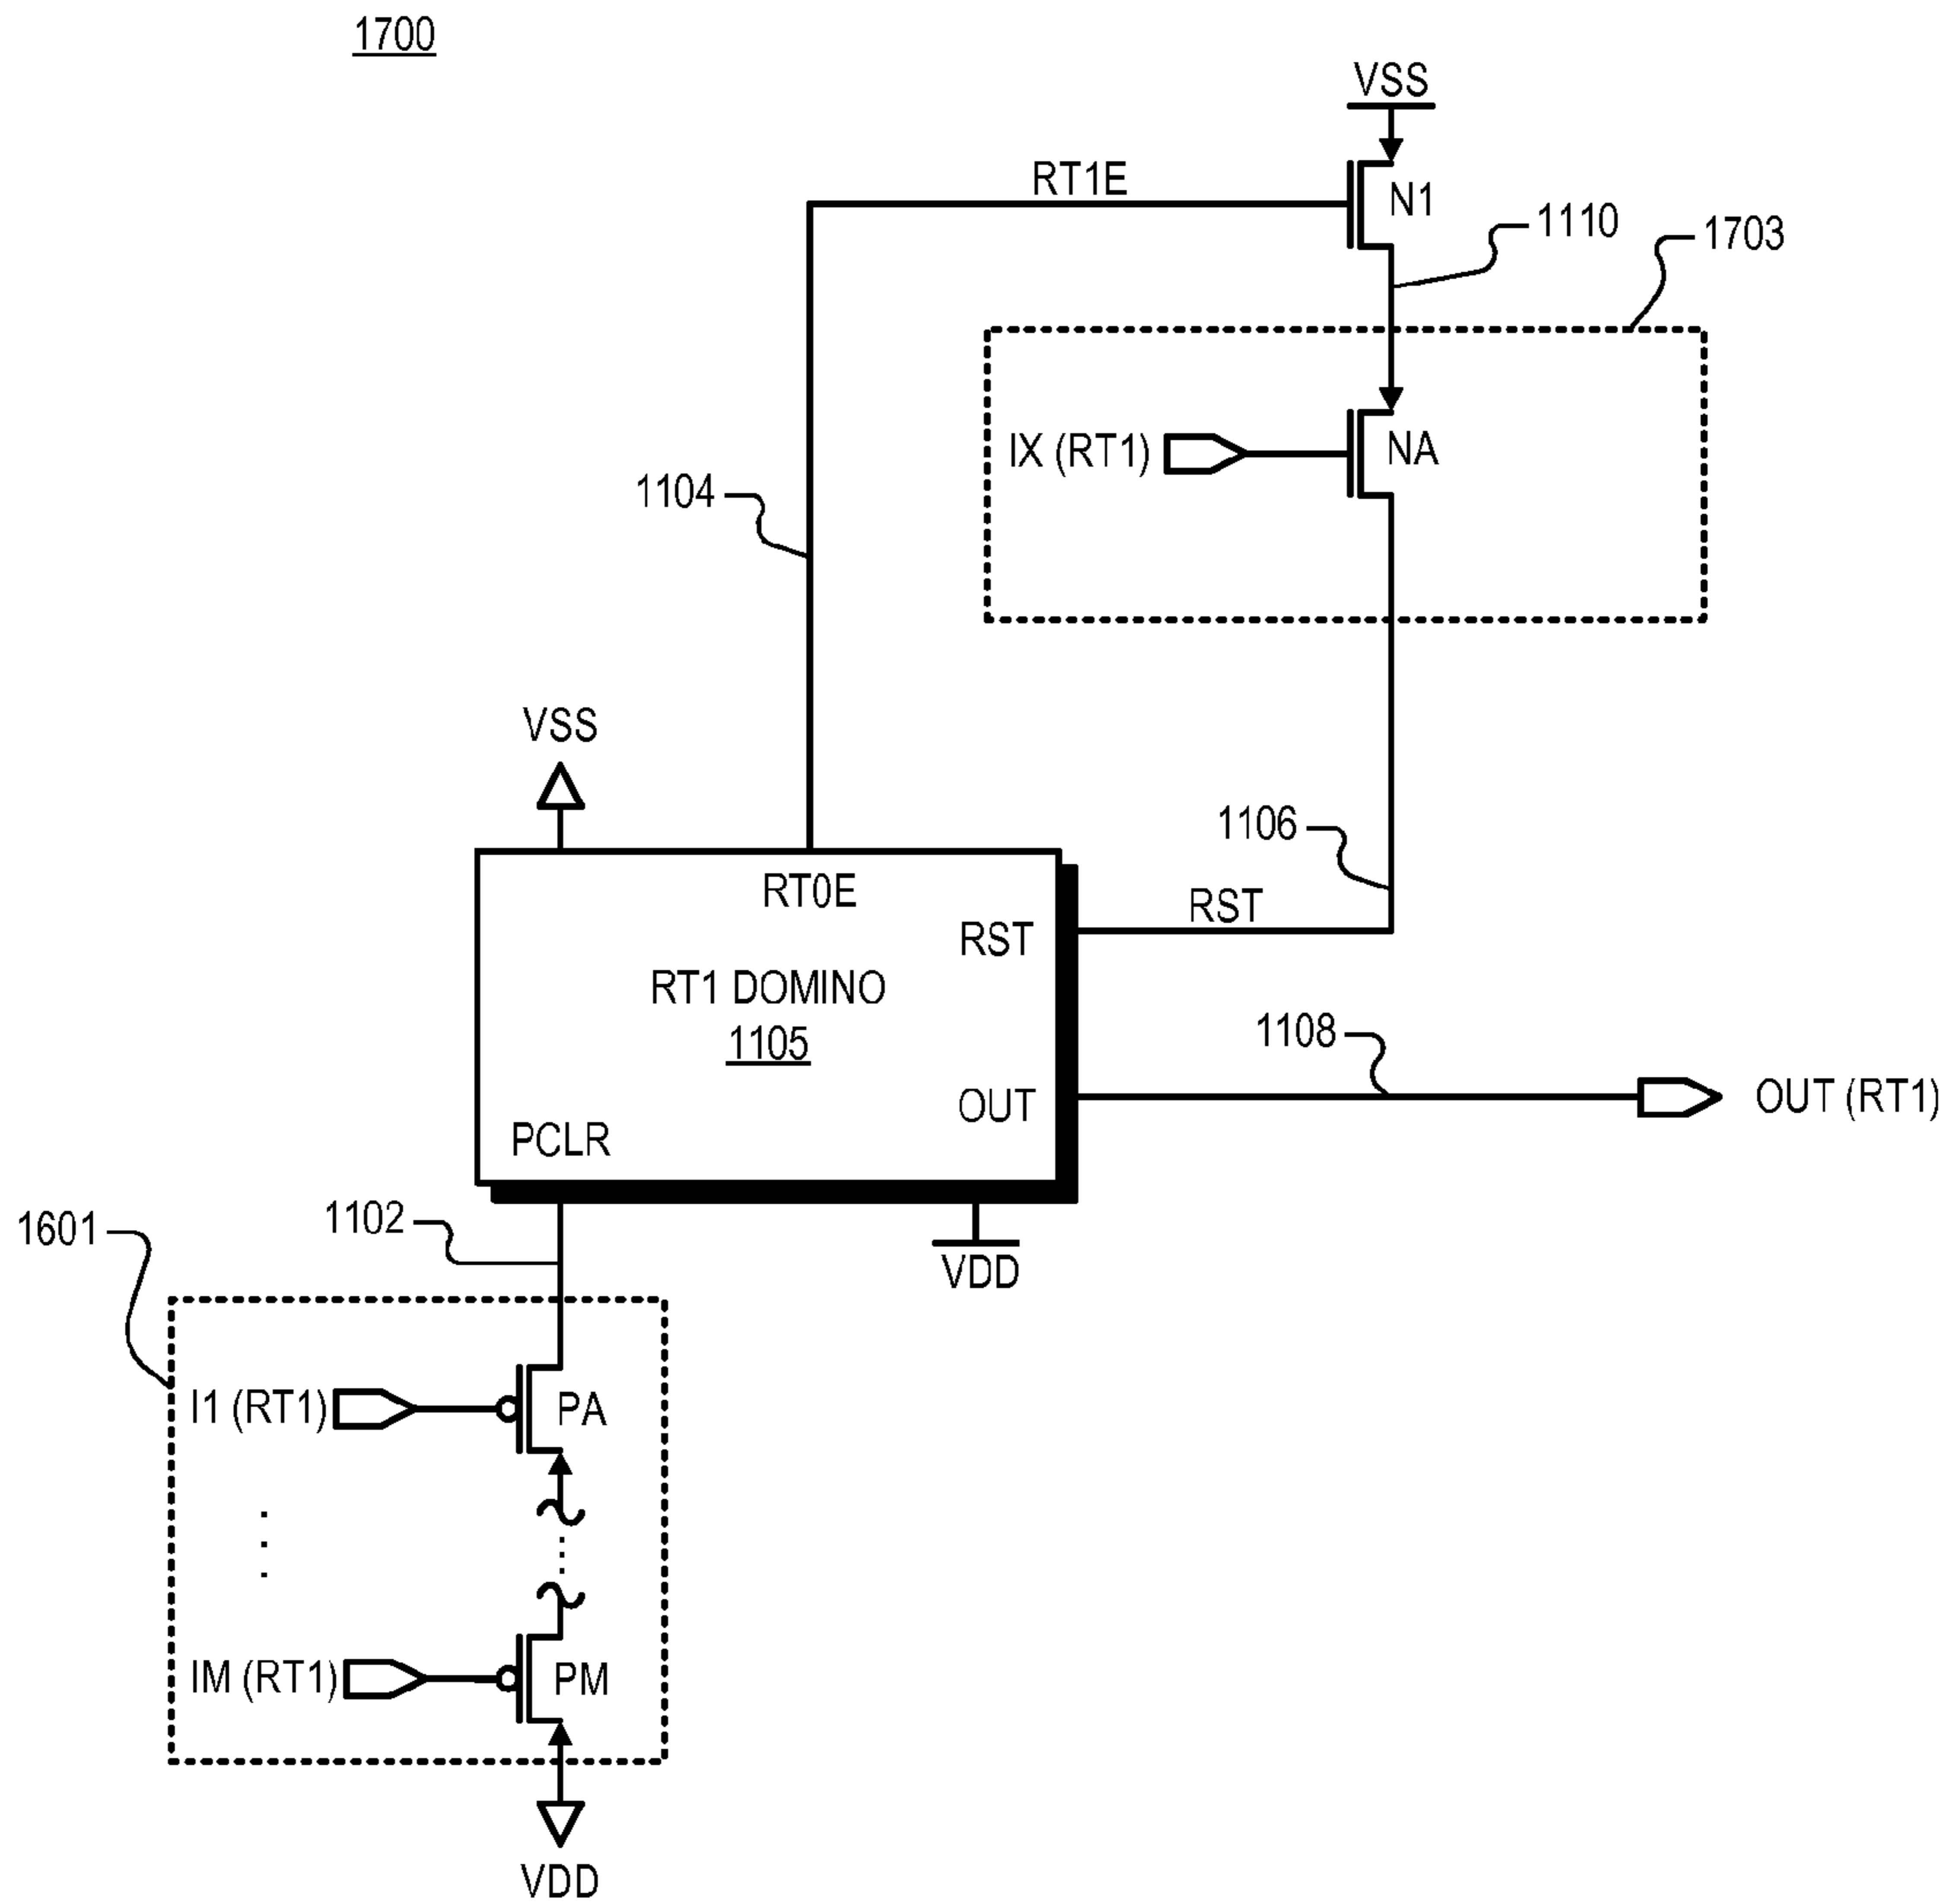 1700
VSS
RT1E
N1
1110
1703
IX (RT1)
NA
1104
VSS
1106
RT0E
RST
RST
RT1 DOMINO
1105
1108
OUT
OUT (RT1)
PCLR
1102
1601
VDD
I1 (RT1)
PA
IM (RT1)
PM
VDD